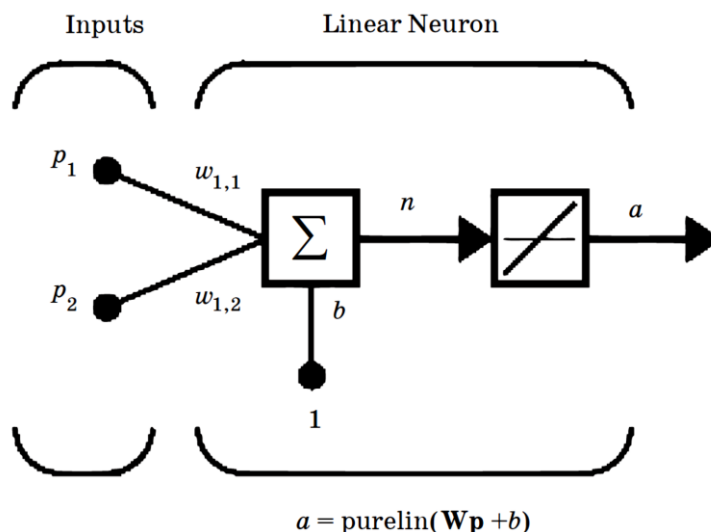 Inputs Linear Neuron
p1 w1,1
n a
Σ
p2 w1,2 b
1
a = purelin(Wp +b)